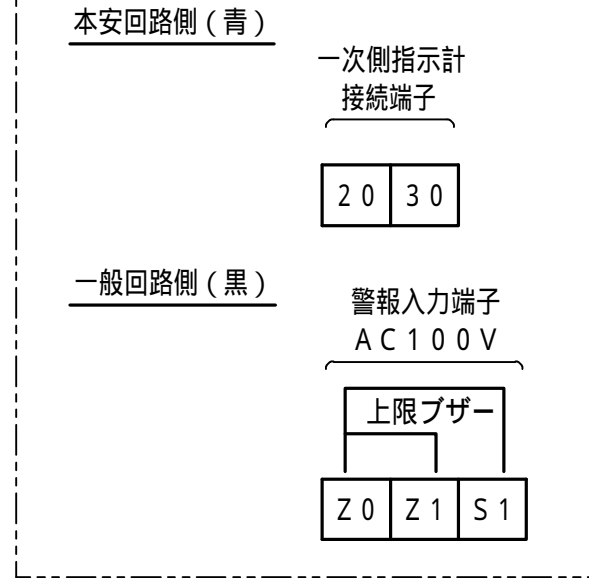 本安回路側（青）
一次側指示計
接続端子
２０ ３０
一般回路側（黒）
警報入力端子
ＡＣ１００Ｖ
上限ブザー
Ｚ０ Ｚ１ Ｓ１